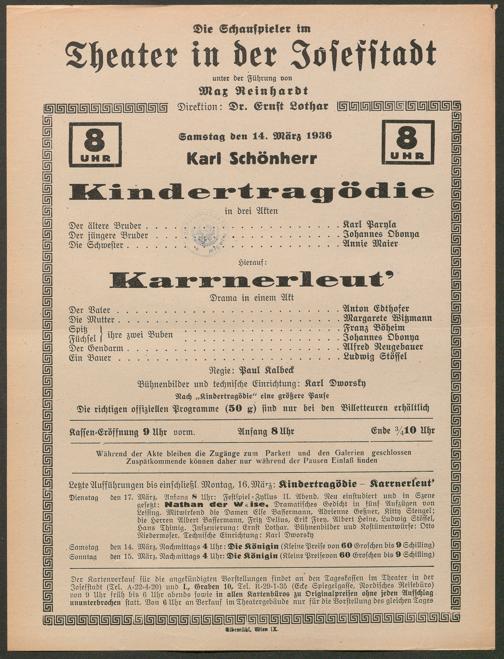 Die Schauspieler im
Theater in der Josefstadt
unter der Führung von
Max Reinhardt
Direktion: Dr. Ernst Lothar
8 UHR
Samstag den 14. März 1936
8 UHR
Karl Schönherr
Kindertragödie
in drei Akten
Der ältere Bruder . . . Karl Paryla
Der jüngere Bruder . . . Johannes Obonya
Die Schwester . . . Annie Maier
Hierauf:
Karrnerleut'
Drama in einem Akt
Der Vater . . . Anton Edthofer
Die Mutter . . . Margarete Witzmann
Spitz } ihre zwei Buben . . . Franz Böheim
Füchsel } . . . Johannes Obonya
Der Gendarm . . . Alfred Neugebauer
Ein Bauer . . . Ludwig Stössel
Regie: Paul Kalbeck
Bühnenbilder und technische Einrichtung: Karl Dworsky
Nach „Kindertragödie“ eine größere Pause
Die richtigen offiziellen Programme (50 g) sind nur bei den Billetteuren erhältlich
Kassen-Eröffnung 9 Uhr vorm. Anfang 8 Uhr Ende ¾10 Uhr
Während der Akte bleiben die Zugänge zum Parkett und den Galerien geschlossen
Zuspätkommende können daher nur während der Pausen Einlaß finden
Letzte Aufführungen bis einschließl. Montag, 16. März: Kindertragödie – Karrnerleut'
Dienstag den 17. März, Anfang 8 Uhr: Festspiel-Zyklus II. Abend. Neu einstudiert und in Szene
gesetzt: Nathan der Weise. Dramatisches Gedicht in fünf Aufzügen von
Lessing. Mitwirkend die Damen Else Bassermann, Adrienne Geßner, Kitty Stengel;
die Herren Albert Bassermann, Fritz Delius, Erik Frey, Albert Heine, Ludwig Stössel,
Hans Thimig. Inszenierung: Ernst Lothar. Bühnenbilder und Kostümentwürfe: Otto
Niedermoser. Technische Einrichtung: Karl Dworsky
Samstag den 14. März, Nachmittags 4 Uhr: Die Königin (Kleine Preise von 60 Groschen bis 9 Schilling)
Sonntag den 15. März, Nachmittags 4 Uhr: Die Königin (Kleine Preise von 60 Groschen bis 9 Schilling)
Der Kartenverkauf für die angekündigten Vorstellungen findet an den Tageskassen im Theater in der
Josefstadt (Tel. A-22-4-20) und I., Graben 10, Tel. R-29-1-35 (Ecke Spiegelgasse, Nordisches Reisebüro)
von 9 Uhr früh bis 6 Uhr abends sowie in allen Kartenbüros zu Originalpreisen ohne jeden Aufschlag
ununterbrochen statt. Von 6 Uhr an Verkauf im Theatergebäude nur für die Vorstellung des gleichen Tages
Elbemühl, Wien IX.